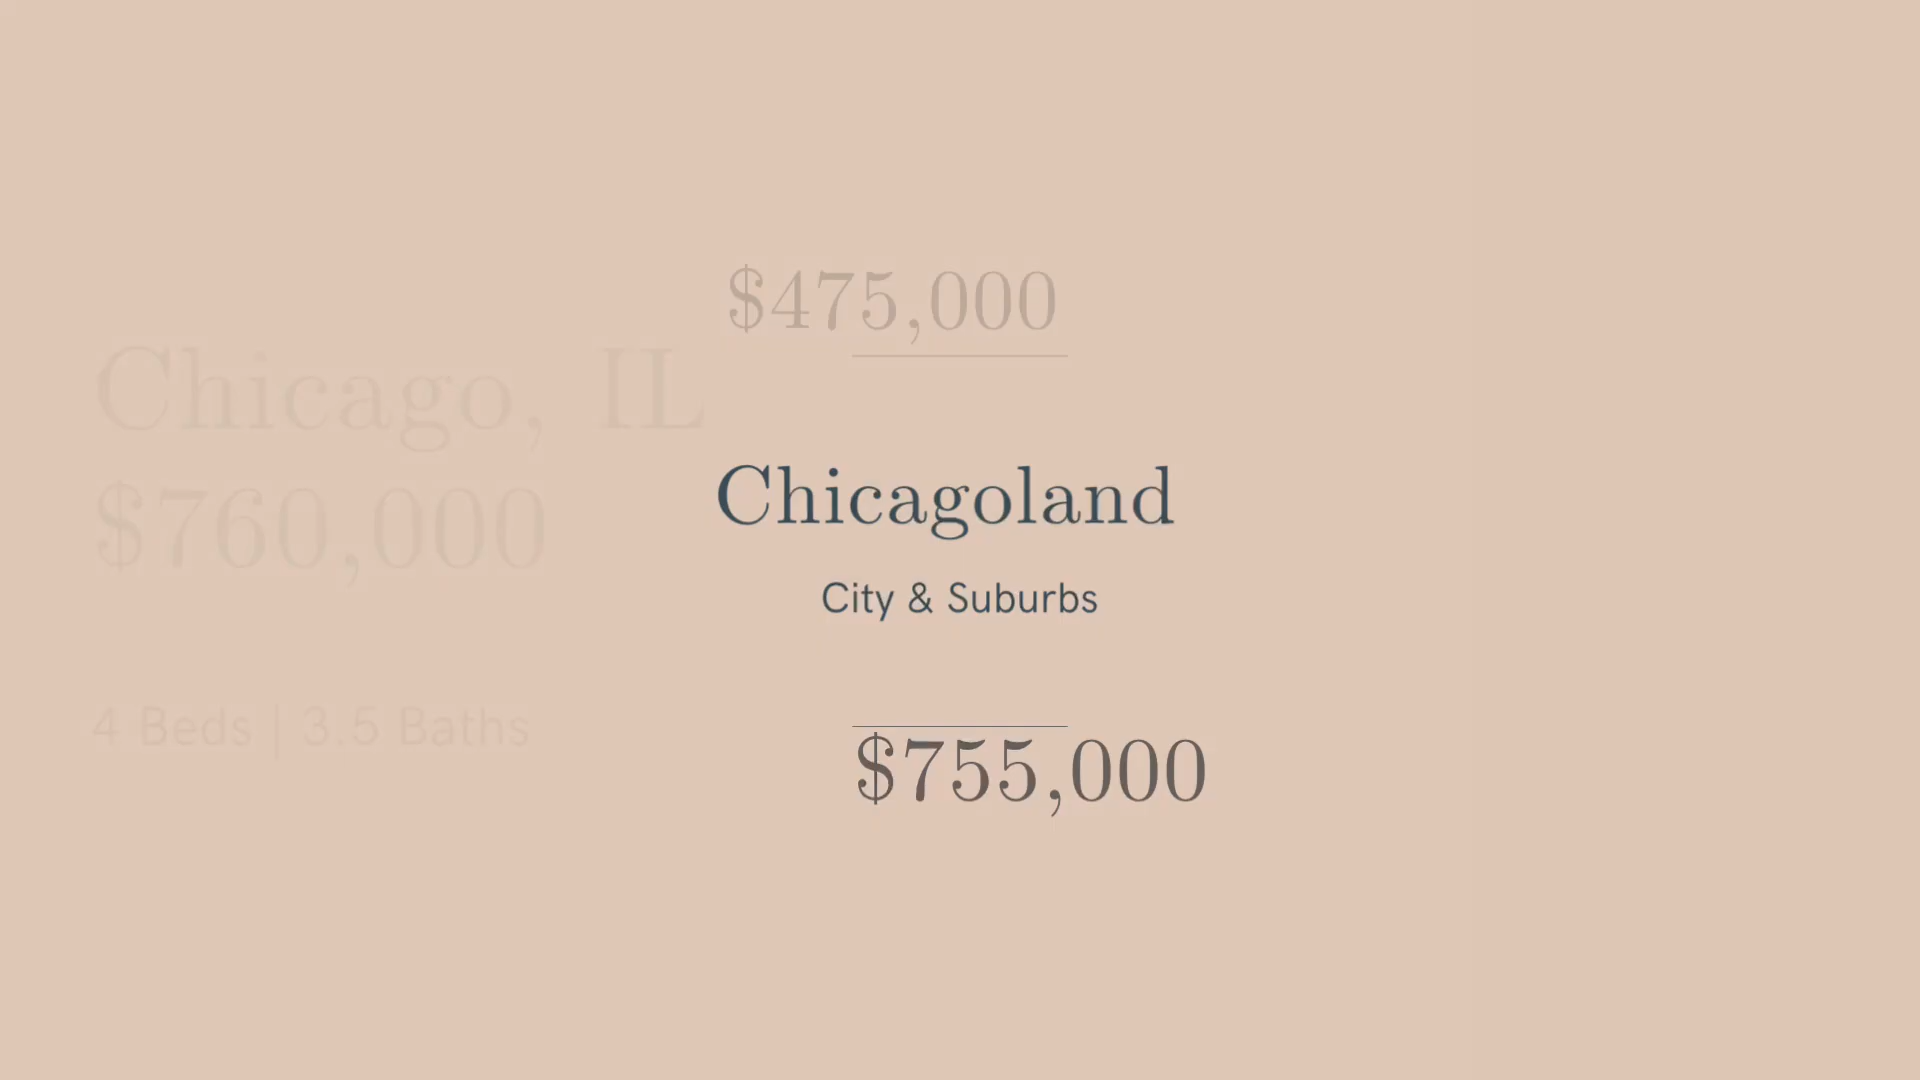 $475,000
Chicago, IL
$760,000
Chicagoland
City & Suburbs
4 Beds | 3.5 Baths
$755,000